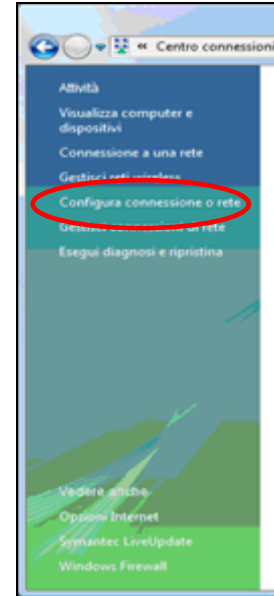 « Centro connessioni
Attività
Visualizza computer e
dispositivi
Connessione a una rete
Gestisci reti wireless
Configura connessione o rete
Gestisci connessioni di rete
Esegui diagnosi e ripristina
Vedere anche
Opzioni Internet
Symantec LiveUpdate
Windows Firewall